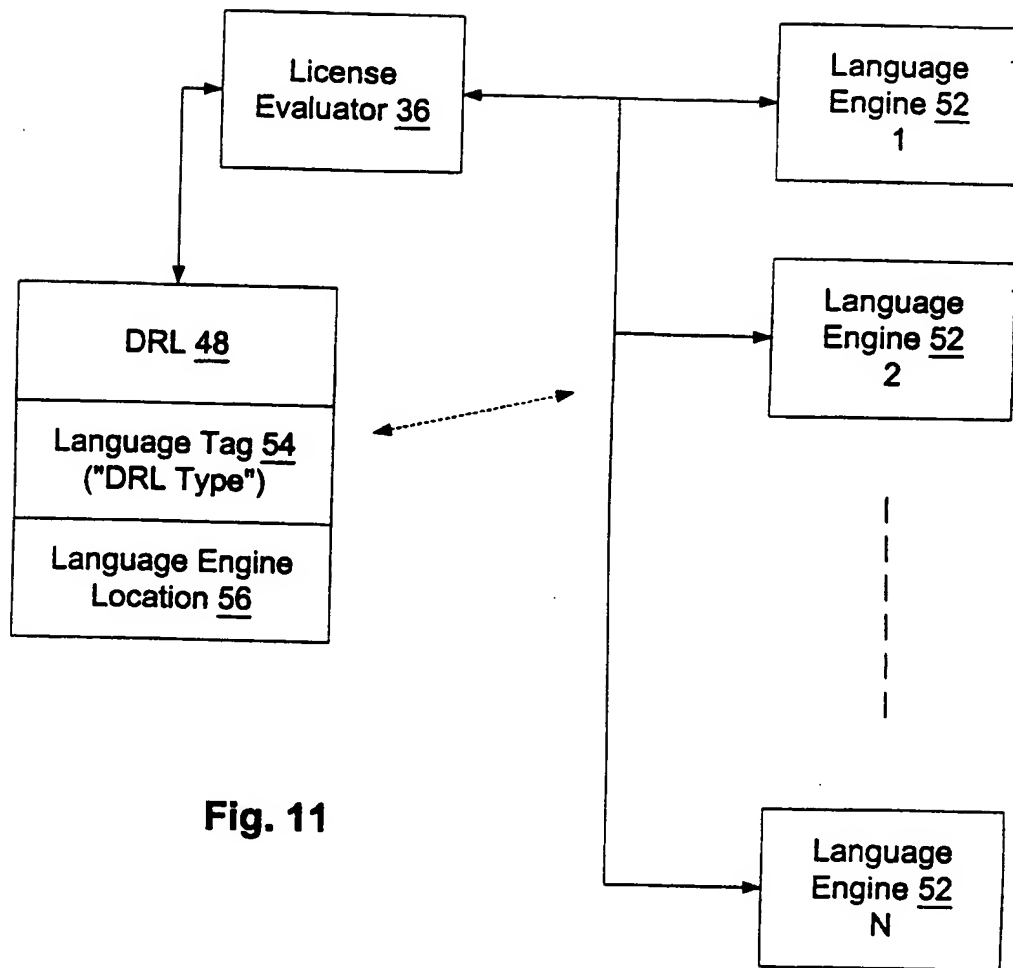 License
Evaluator 36
Language
Engine 52
1
Language
Engine 52
2
DRL 48
Language Tag 54
("DRL Type")
Language Engine
Location 56
Language
Engine 52
N
Fig. 11